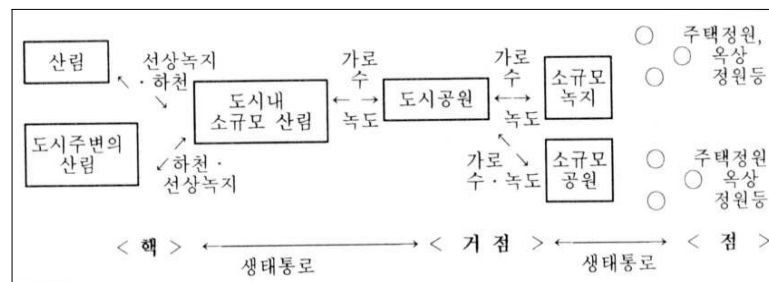 산림
선상녹지
·하천
도시주변의
산림
하천·
선상녹지
도시내
소규모 산림
가로
수
녹도
도시공원
가로
수
녹도
가로
수·녹도
소규모
녹지
소규모
공원
주택정원,
옥상
정원등
주택정원
옥상
정원등
< 핵 >
생태통로
< 거 점 >
생태통로
< 점 >